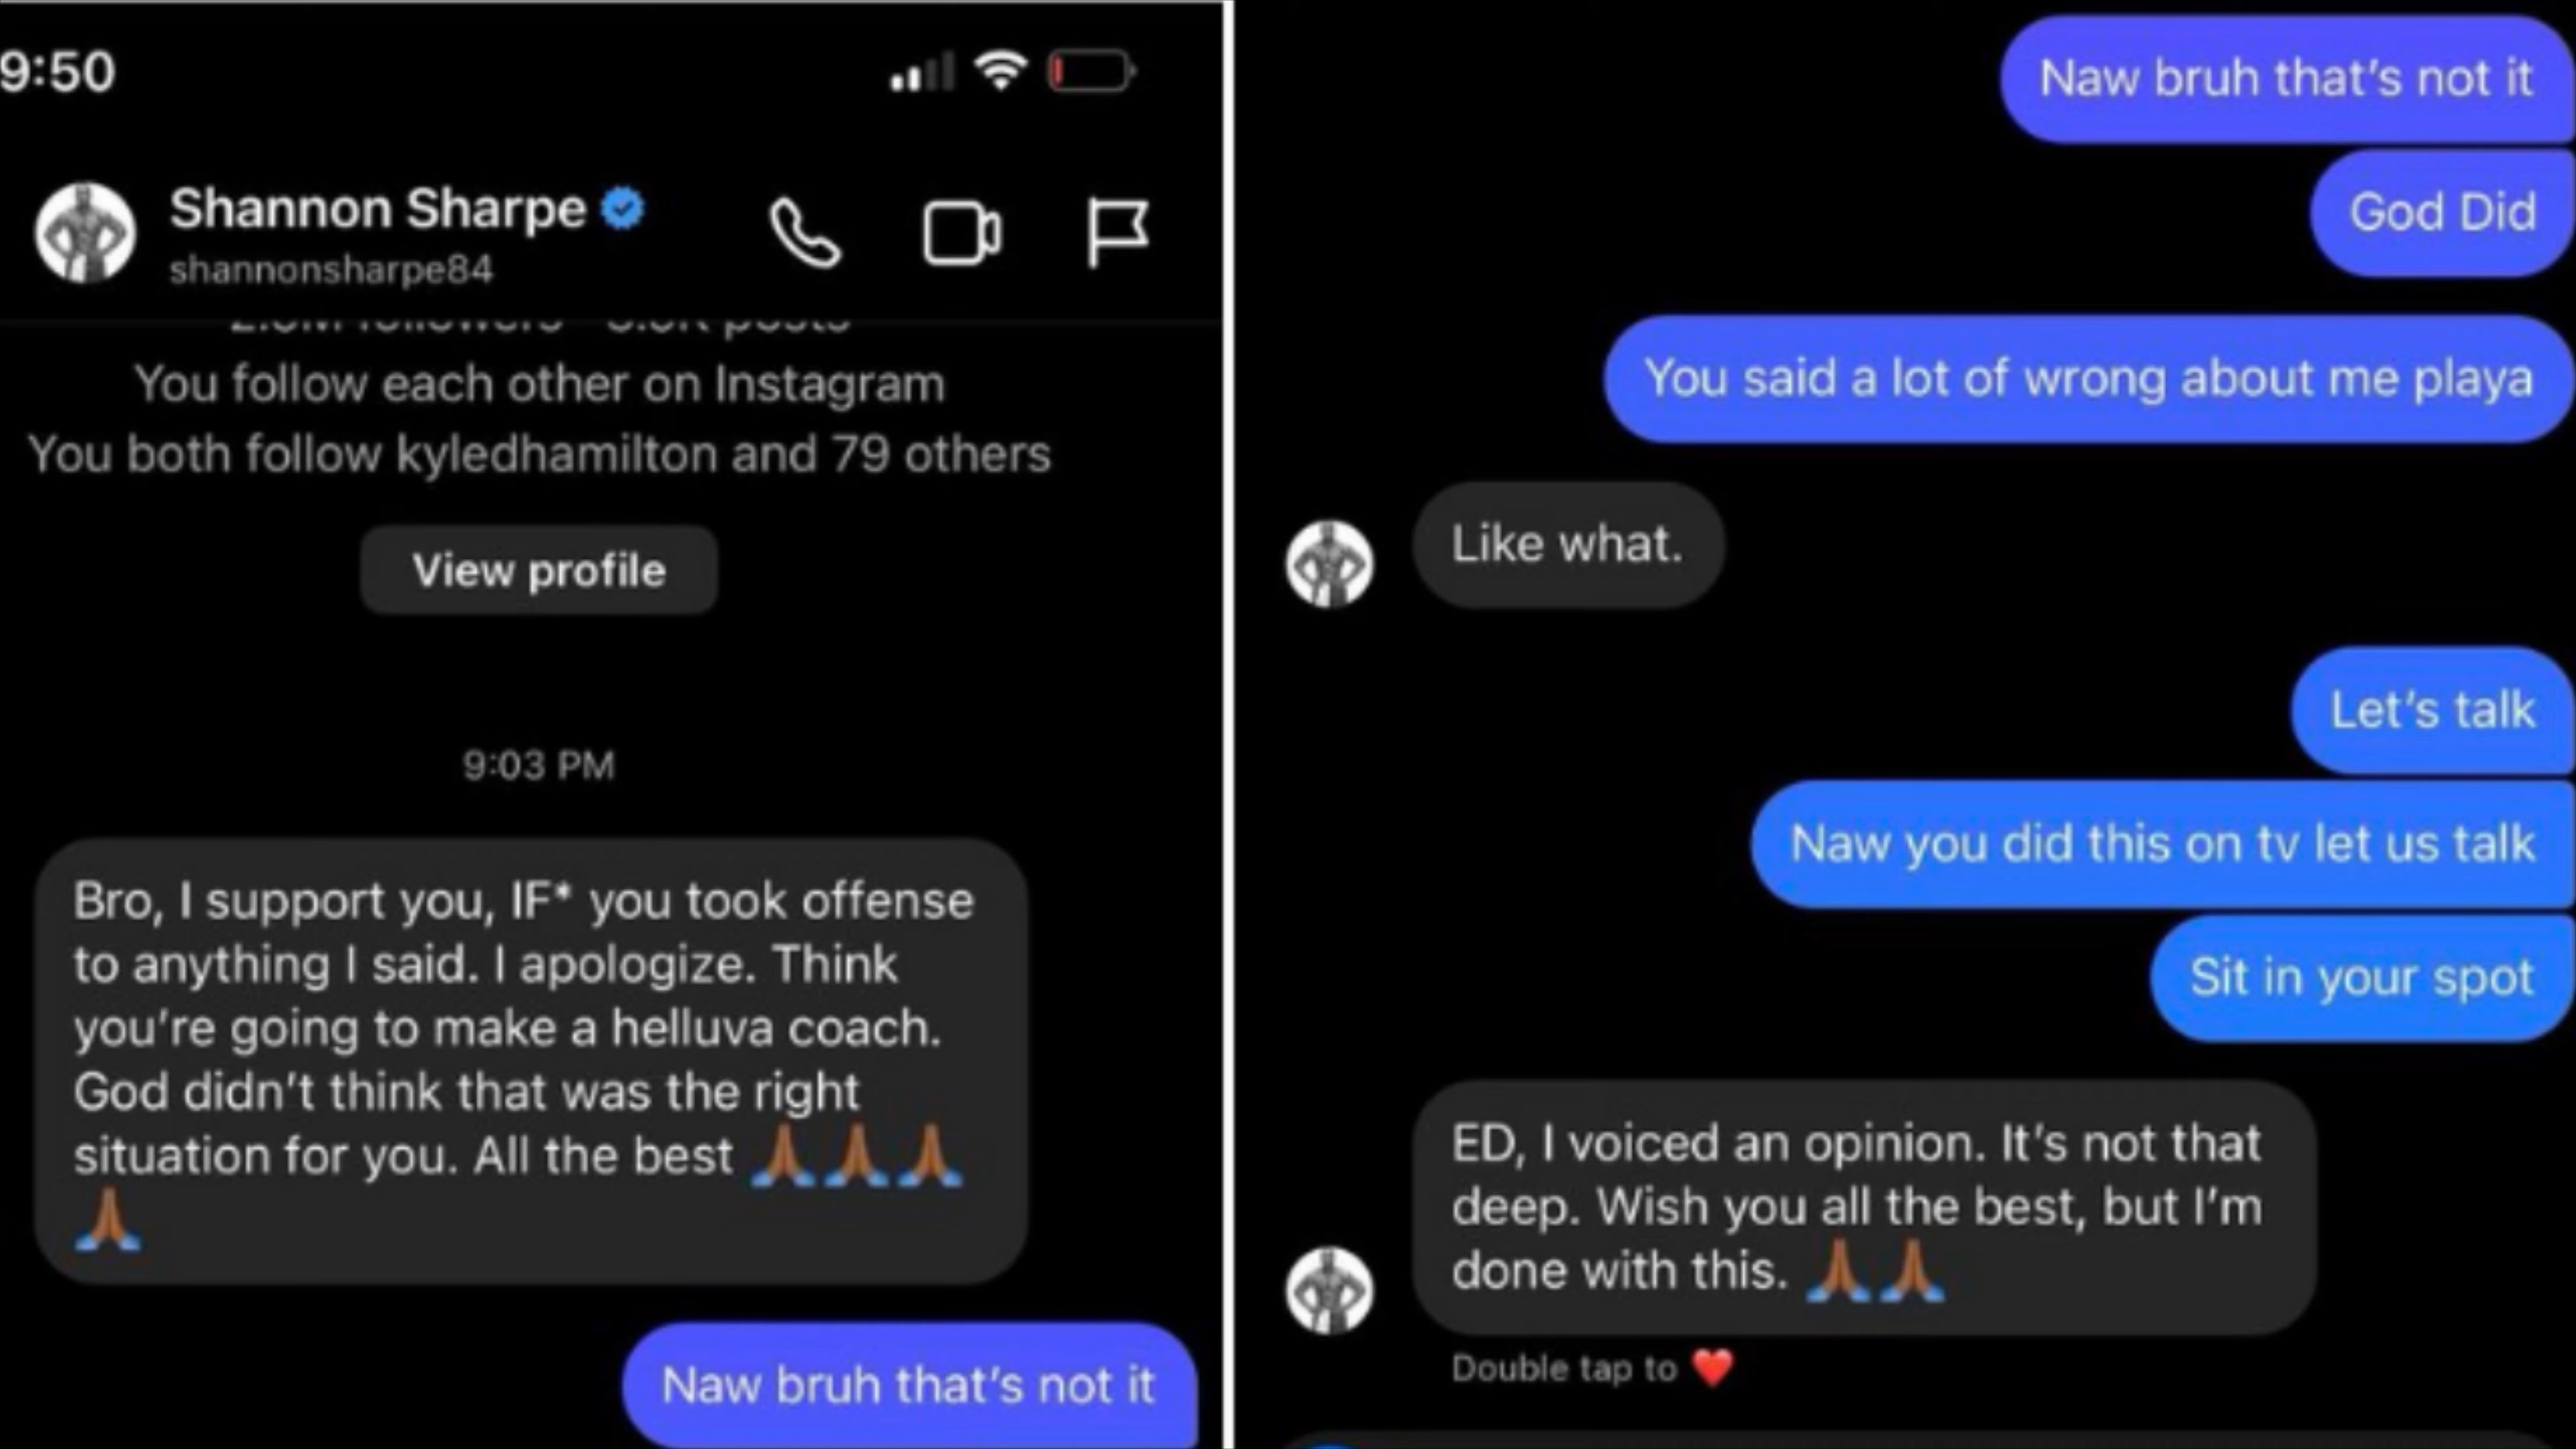 9:50
Shannon Sharpe
shannonsharpe84
You follow each other on Instagram
You both follow kyledhamilton and 79 others
View profile
9:03 PM
Bro, I support you, IF* you took offense
to anything I said. I apologize. Think
you're going to make a helluva coach.
God didn't think that was the right
situation for you. All the best 🙏🏾🙏🏾🙏🏾
🙏🏾
Naw bruh that's not it
Naw bruh that's not it
God Did
You said a lot of wrong about me playa
Like what.
Let's talk
Naw you did this on tv let us talk
Sit in your spot
ED, I voiced an opinion. It's not that
deep. Wish you all the best, but I'm
done with this. 🙏🏾🙏🏾
Double tap to ❤️